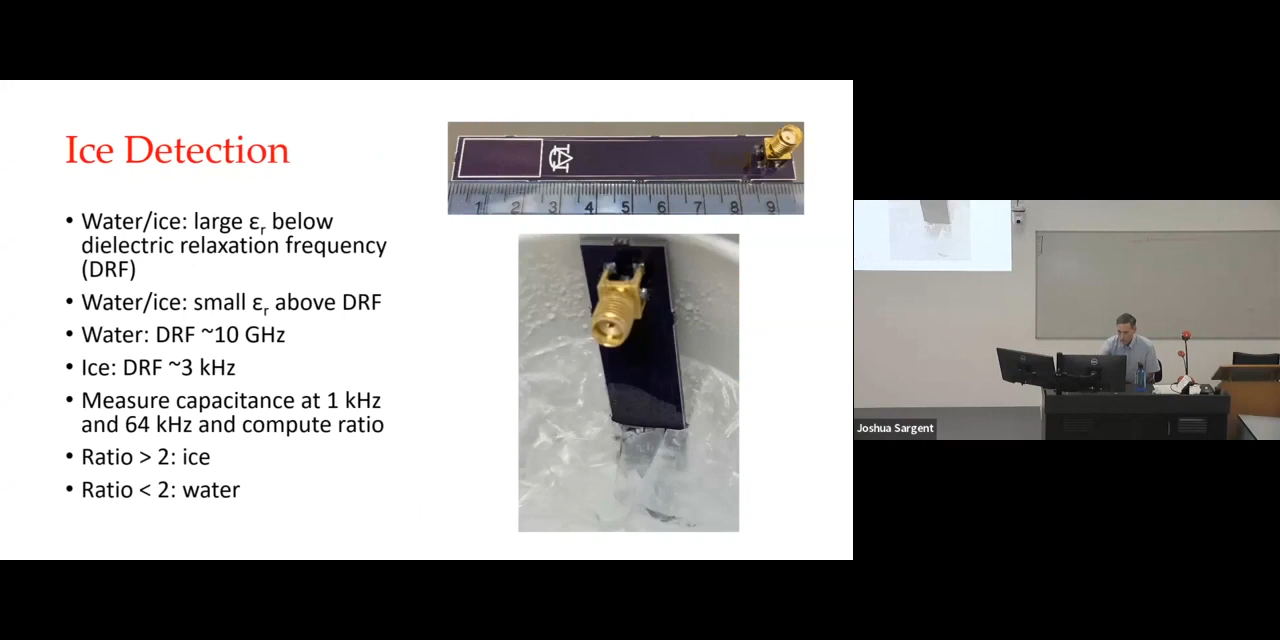 Ice Detection
• Water/ice: large εr below
dielectric relaxation frequency
(DRF)
• Water/ice: small εr above DRF
• Water: DRF ~10 GHz
• Ice: DRF ~3 kHz
• Measure capacitance at 1 kHz
and 64 kHz and compute ratio
• Ratio > 2: ice
• Ratio < 2: water
1 2 3 4 5 6 7 8 9
Joshua Sargent